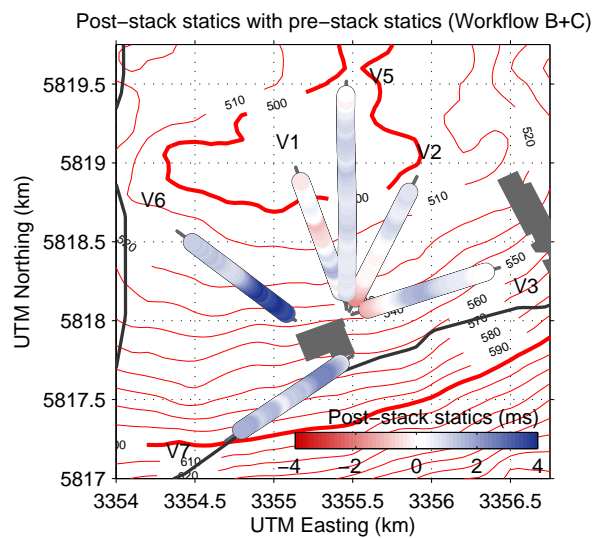 Post-stack statics with pre-stack statics (Workflow B+C)
5819.5
5819
5818.5
5818
5817.5
5817
UTM Northing (km)
V5
510
500
520
V1
V2
V6
510
520
550
V3
560
540
570
580
590
Post-stack statics (ms)
V7
610
−4
−2
0
2
4
3354
3354.5
3355
3355.5
3356
3356.5
UTM Easting (km)